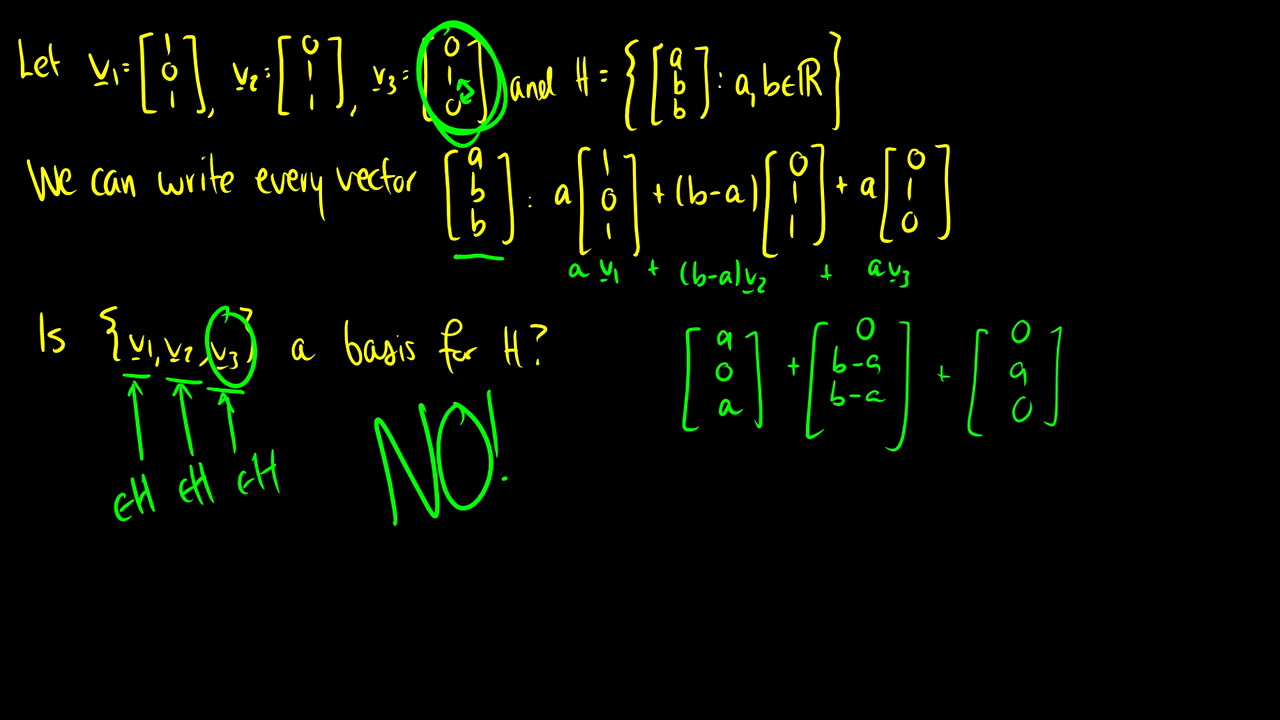 Let v1 = [1 0 1], v2 = [0 1 1], v3 = [0 1 0] and H = { [a b b] : a, b ∈ ℝ }
We can write every vector [a b b] = a [1 0 1] + (b-a) [0 1 1] + a [0 1 0]
a v1 + (b-a) v2 + a v3
Is { v1, v2, v3 } a basis for H?
[a 0 a] + [0 b-a b-a] + [0 a 0]
∈H ∈H ∈H
NO!